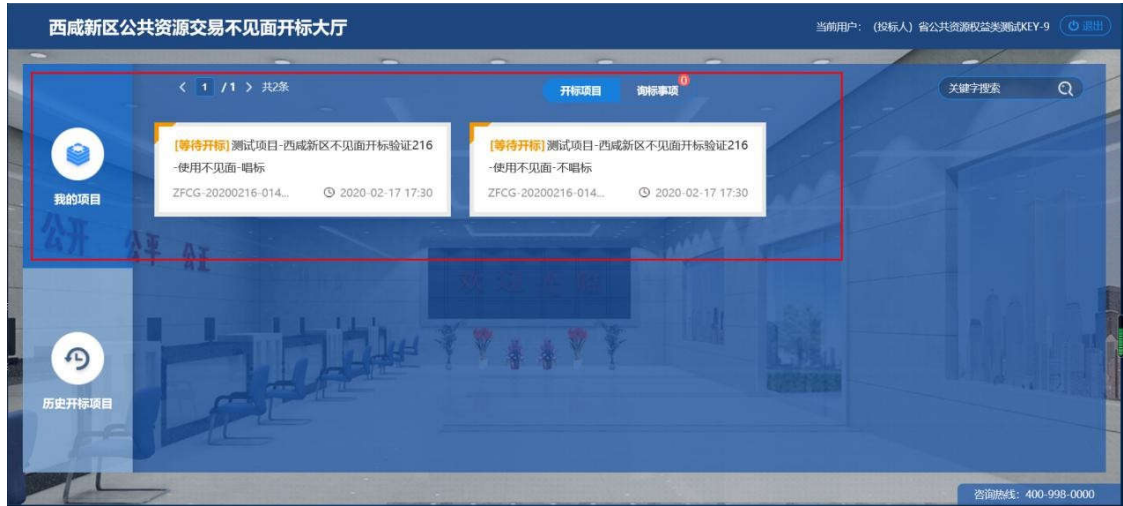 西咸新区公共资源交易不见面开标大厅
当前用户: (投标人) 省公共资源权益类测试KEY-9
退出
1 / 1 共2条
开标项目
询标事项
0
关键字搜索
我的项目
[等待开标] 测试项目-西咸新区不见面开标验证216
-使用不见面-唱标
ZFCG-20200216-014...
2020-02-17 17:30
[等待开标] 测试项目-西咸新区不见面开标验证216
-使用不见面-不唱标
ZFCG-20200216-014...
2020-02-17 17:30
公开 公平 公正
历史开标项目
咨询热线: 400-998-0000